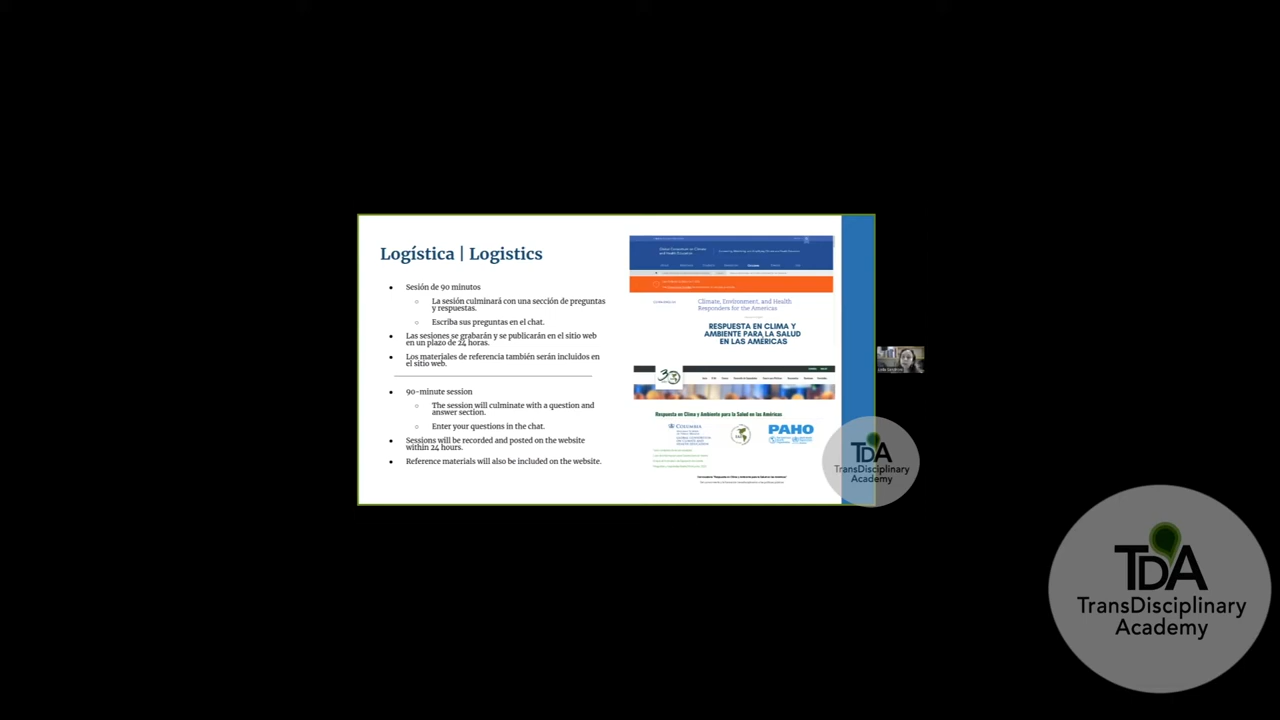 Logística | Logistics
Sesión de 90 minutos
La sesión culminará con una sección de preguntas
y respuestas.
Escriba sus preguntas en el chat.
Las sesiones se grabarán y se publicarán en el sitio web
en un plazo de 24 horas.
Los materiales de referencia también serán incluidos en
el sitio web.
90-minute session
The session will culminate with a question and
answer section.
Enter your questions in the chat.
Sessions will be recorded and posted on the website
within 24 hours.
Reference materials will also be included on the website.
Climate, Environment, and Health
Responders for the Americas
RESPUESTA EN CLIMA Y
AMBIENTE PARA LA SALUD
EN LAS AMÉRICAS
Respuesta en Clima y Ambiente para la Salud en las Américas
COLUMBIA
PAHO
TDA
TransDisciplinary
Academy
TDA
TransDisciplinary
Academy